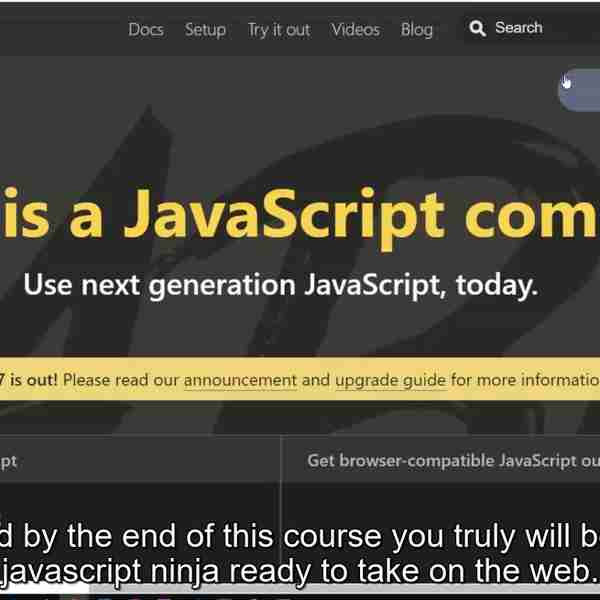 Docs Setup Try it out Videos Blog Search
is a JavaScript com
Use next generation JavaScript, today.
7 is out! Please read our announcement and upgrade guide for more informatio
pt Get browser-compatible JavaScript ou
d by the end of this course you truly will b
javascript ninja ready to take on the web.